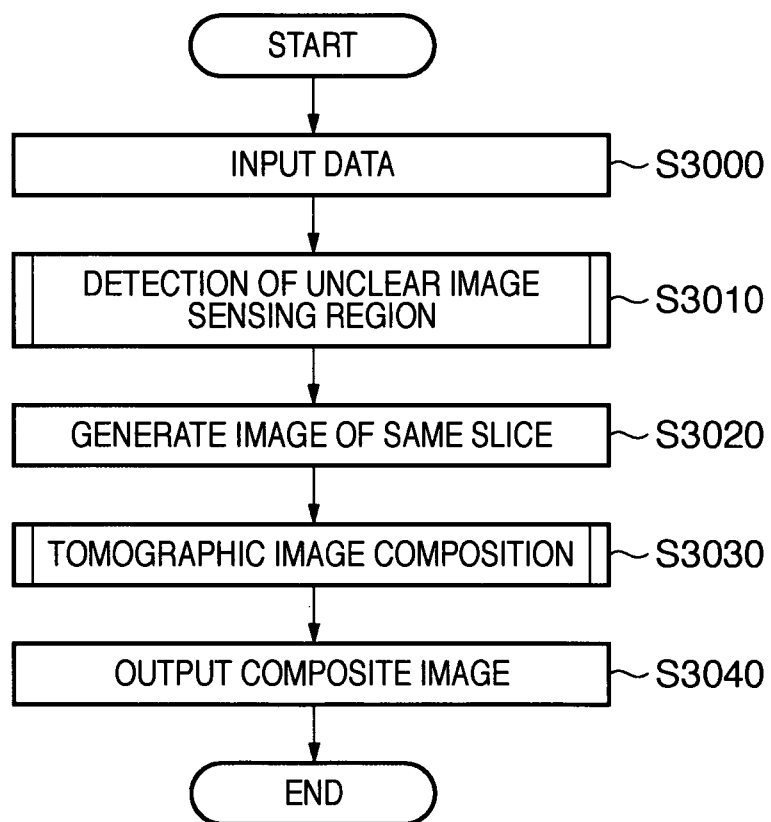 START
INPUT DATA
S3000
DETECTION OF UNCLEAR IMAGE
SENSING REGION
S3010
GENERATE IMAGE OF SAME SLICE
S3020
TOMOGRAPHIC IMAGE COMPOSITION
S3030
OUTPUT COMPOSITE IMAGE
S3040
END